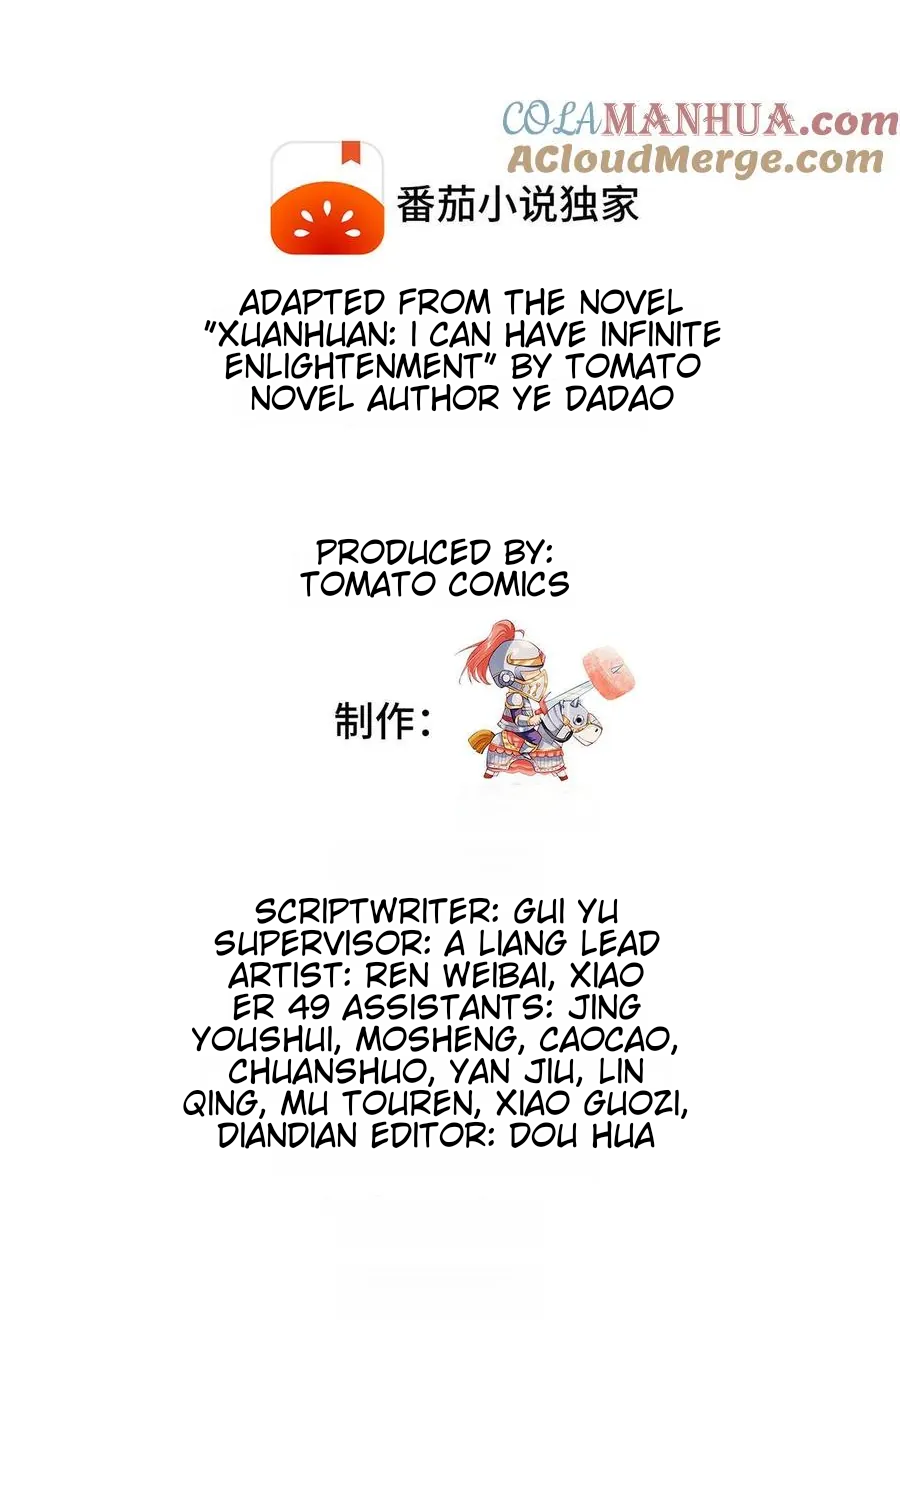 COLAMANHUA.com
ACloudMerge.com
番茄小说独家
ADAPTED FROM THE NOVEL
"XUANHUAN: I CAN HAVE INFINITE
ENLIGHTENMENT" BY TOMATO
NOVEL AUTHOR YE DADAO
PRODUCED BY:
TOMATO COMICS
制作：
SCRIPTWRITER: GUI YU
SUPERVISOR: A LIANG LEAD
ARTIST: REN WEIBAI, XIAO
ER 49 ASSISTANTS: JING
YOUSHUI, MOSHENG, CAOCAO,
CHUANSHUO, YAN JIU, LIN
QING, MU TOUREN, XIAO GUOZI,
DIANDIAN EDITOR: DOU HUA